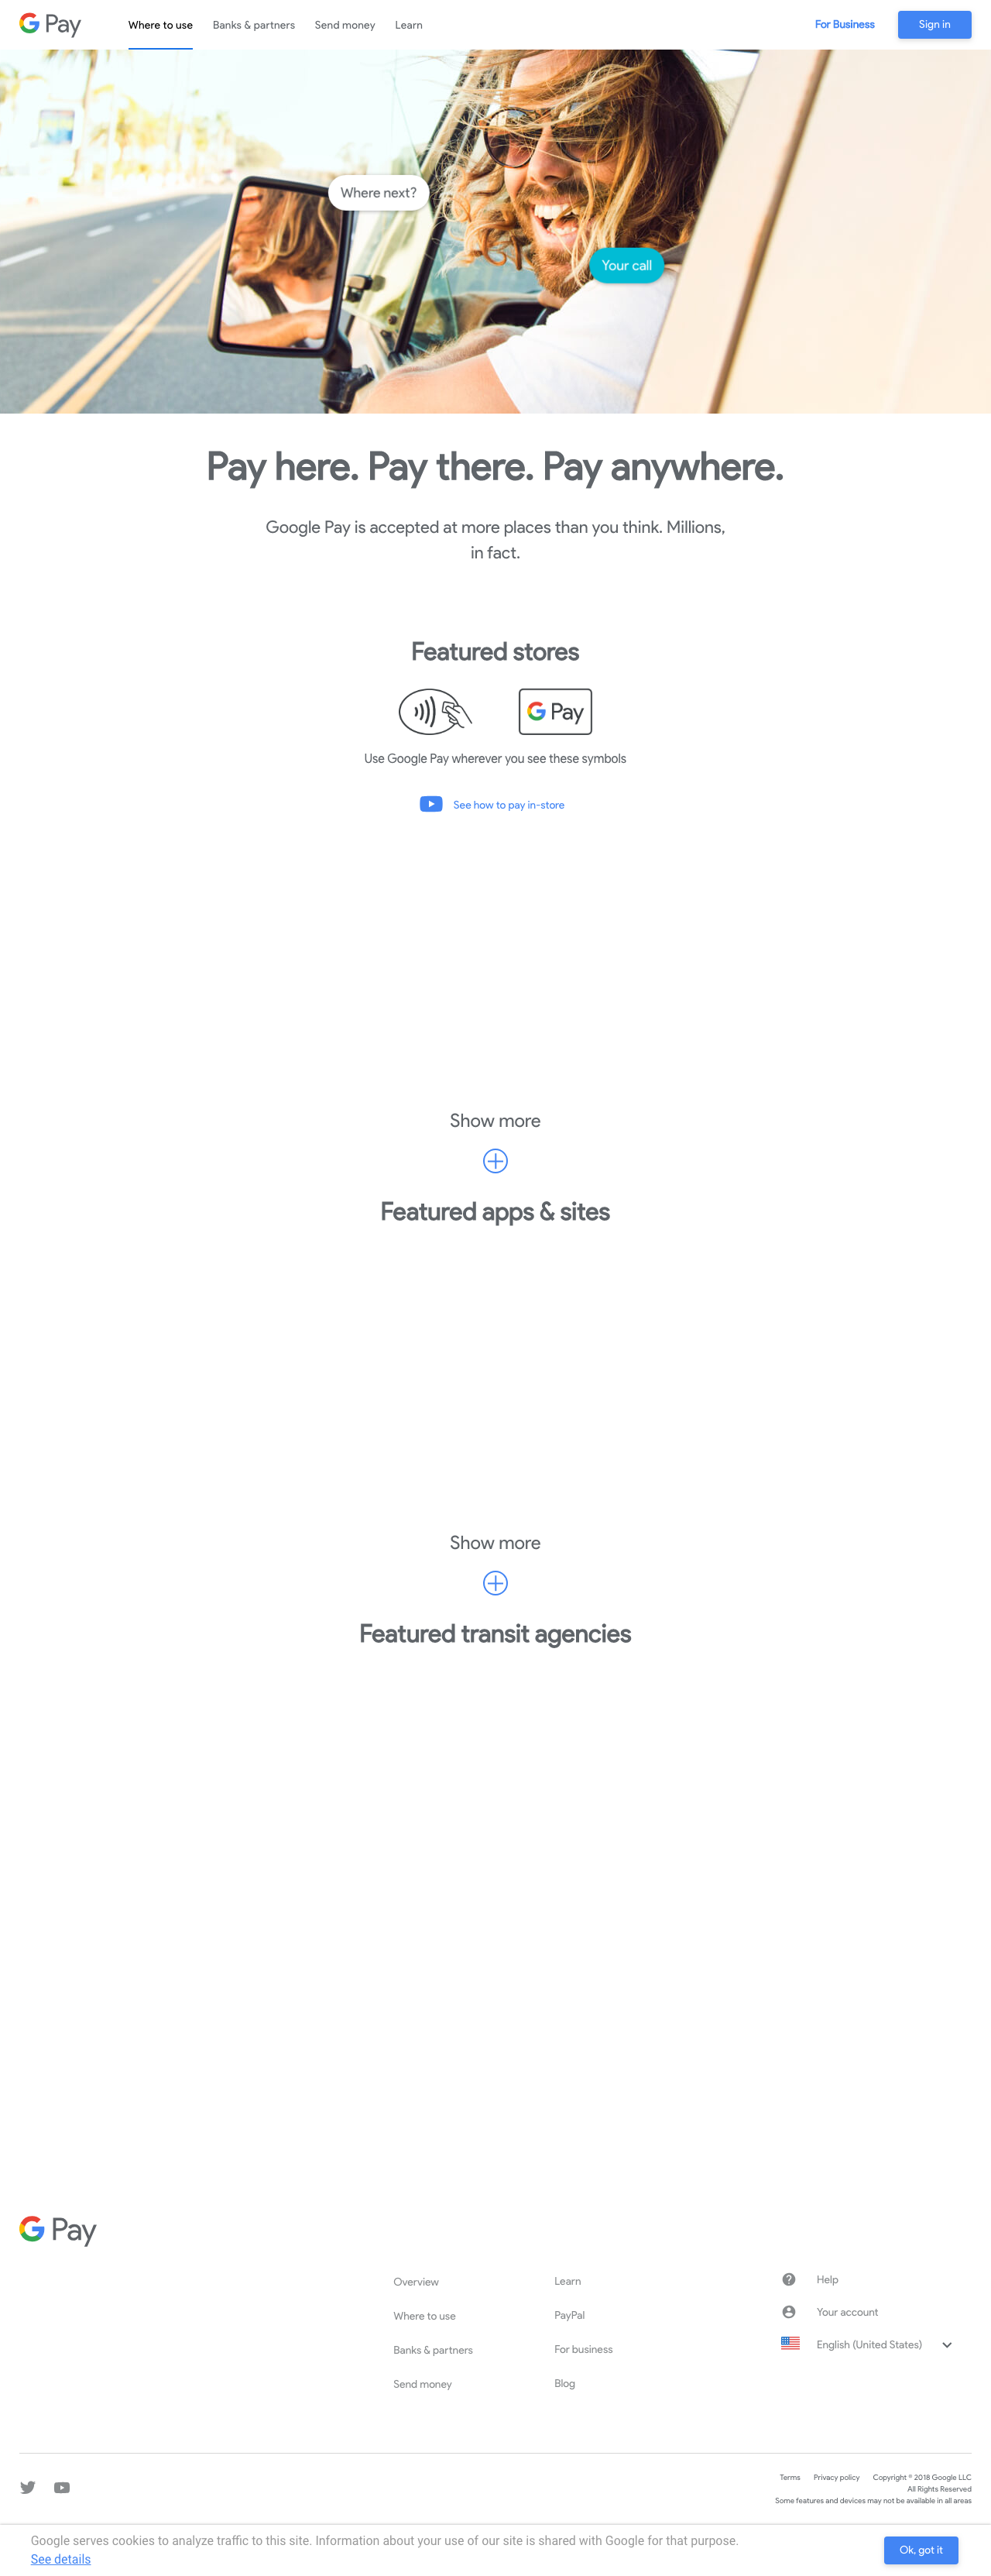 G Pay
Where to use
Banks & partners
Send money
Learn
For Business
Sign in
Where next?
Your call
Pay here. Pay there. Pay anywhere.
Google Pay is accepted at more places than you think. Millions,
in fact.
Featured stores
G Pay
Use Google Pay wherever you see these symbols
See how to pay in-store
Show more
Featured apps & sites
Show more
Featured transit agencies
G Pay
Overview
Where to use
Banks & partners
Send money
Learn
PayPal
For business
Blog
Help
Your account
English (United States)
Terms
Privacy policy
Copyright © 2018 Google LLC
All Rights Reserved
Some features and devices may not be available in all areas
Google serves cookies to analyze traffic to this site. Information about your use of our site is shared with Google for that purpose.
See details
Ok, got it